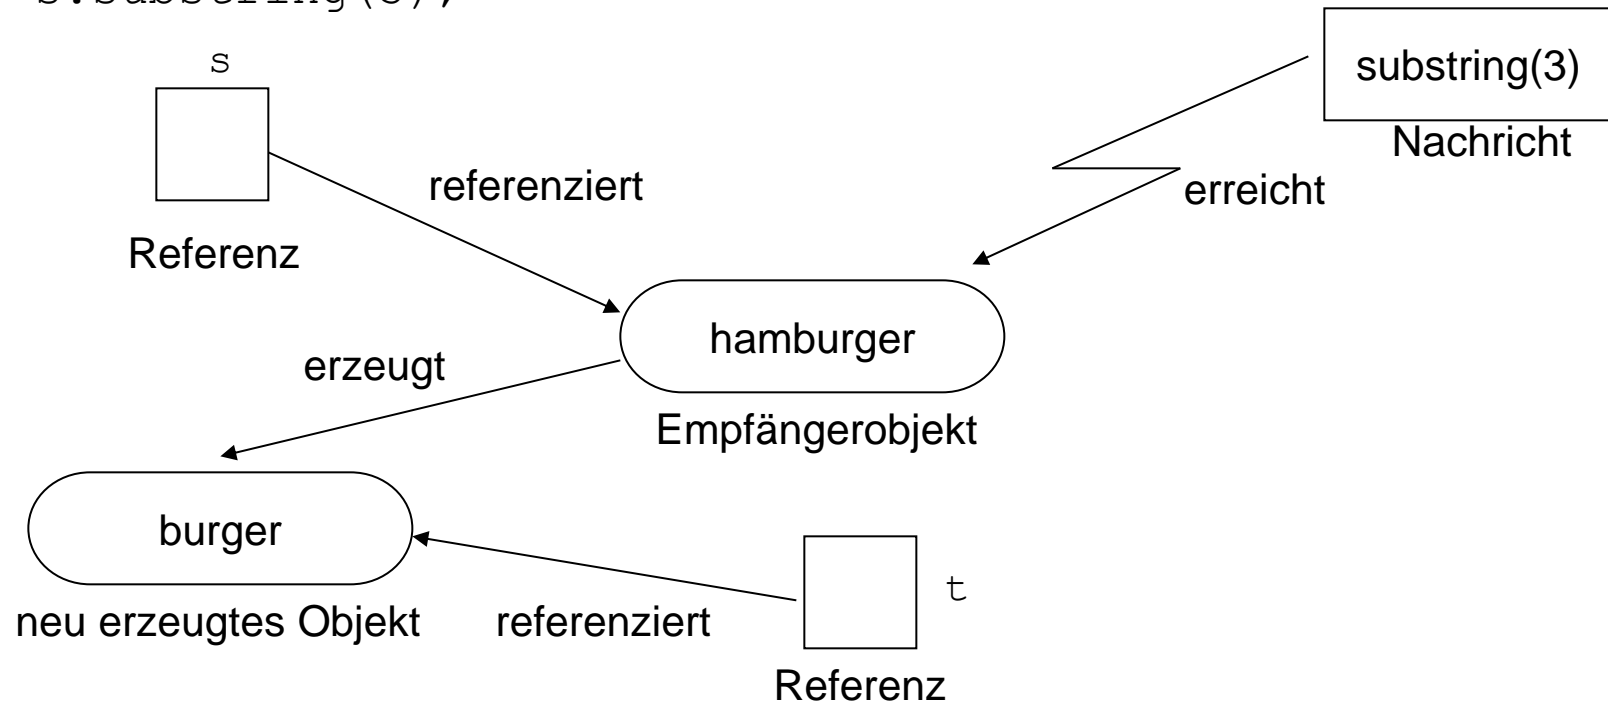 s.substring(3);
s
substring(3)
Nachricht
referenziert
erreicht
Referenz
hamburger
erzeugt
Empfängerobjekt
burger
t
neu erzeugtes Objekt
referenziert
Referenz